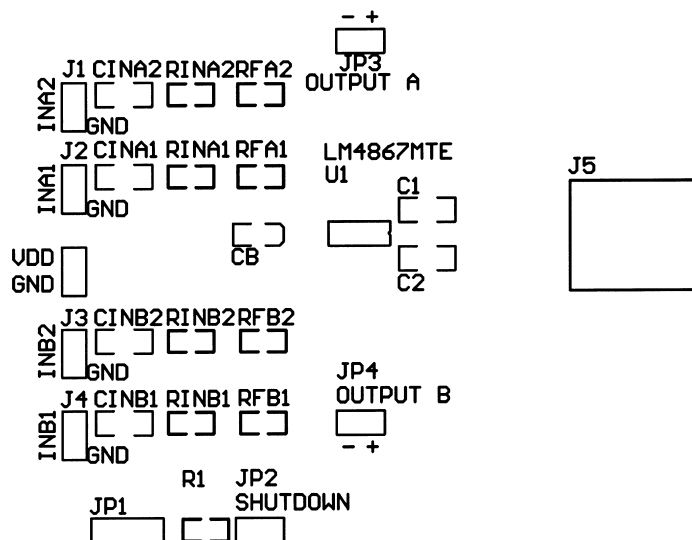 - +
JP3
OUTPUT A
J1 CINA2 RINA2 RFA2
INA2
GND
J2 CINA1 RINA1 RFA1
INA1
GND
LM4867MTE
U1
C1
J5
CB
C2
VDD
GND
J3 CINB2 RINB2 RFB2
INB2
GND
JP4
OUTPUT B
- +
J4 CINB1 RINB1 RFB1
INB1
GND
R1
JP2
SHUTDOWN
JP1